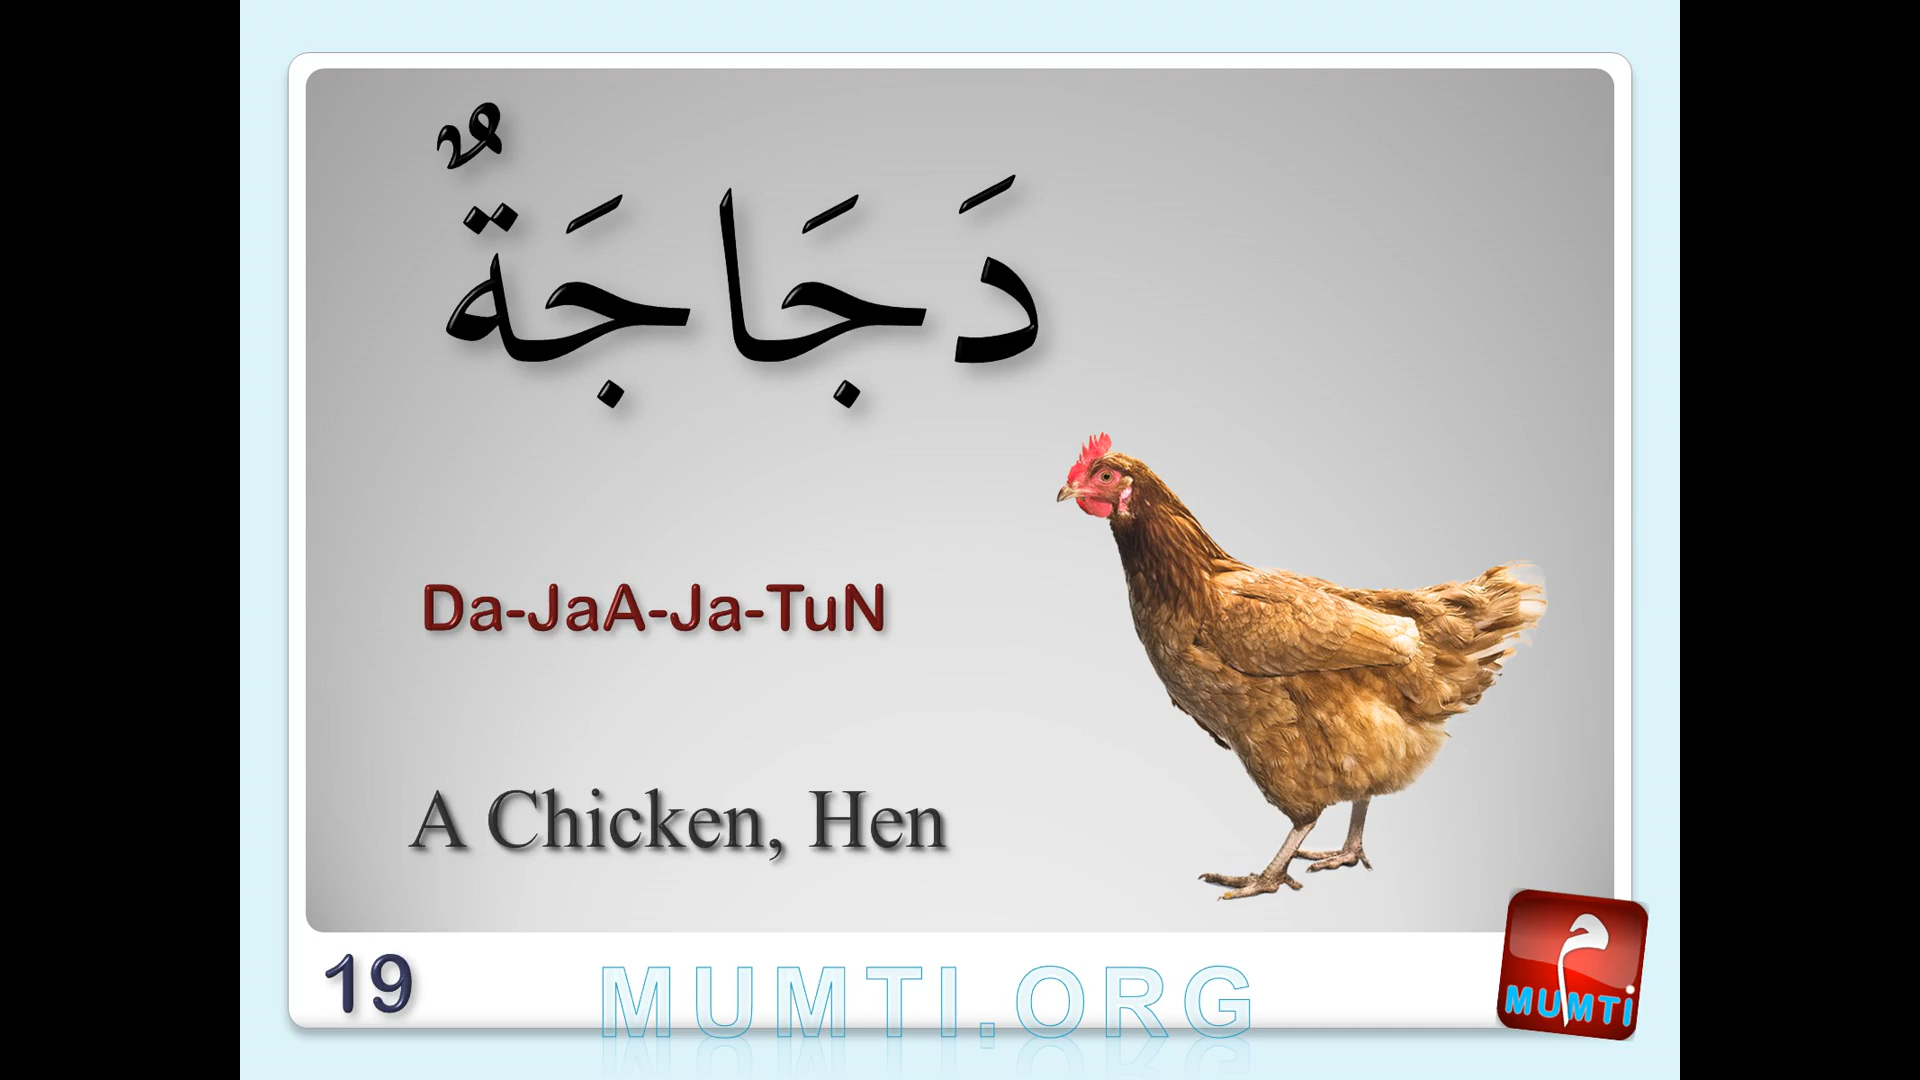 دَجَاجَةٌ
Da-JaA-Ja-TuN
A Chicken, Hen
19
MUMTI.ORG
م
MUMTi